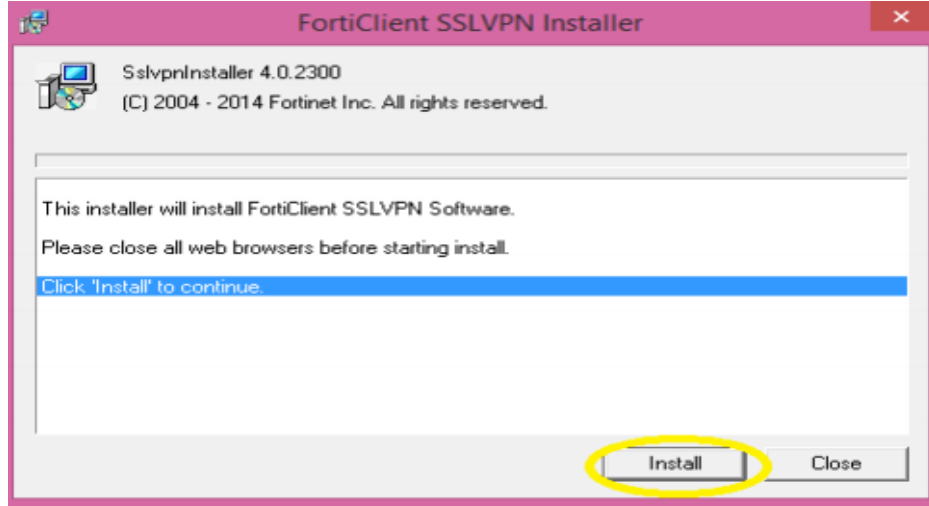 FortiClient SSLVPN Installer
SslvpnInstaller 4.0.2300
(C) 2004 - 2014 Fortinet Inc. All rights reserved.
This installer will install FortiClient SSLVPN Software.
Please close all web browsers before starting install.
Click 'Install' to continue.
Install Close